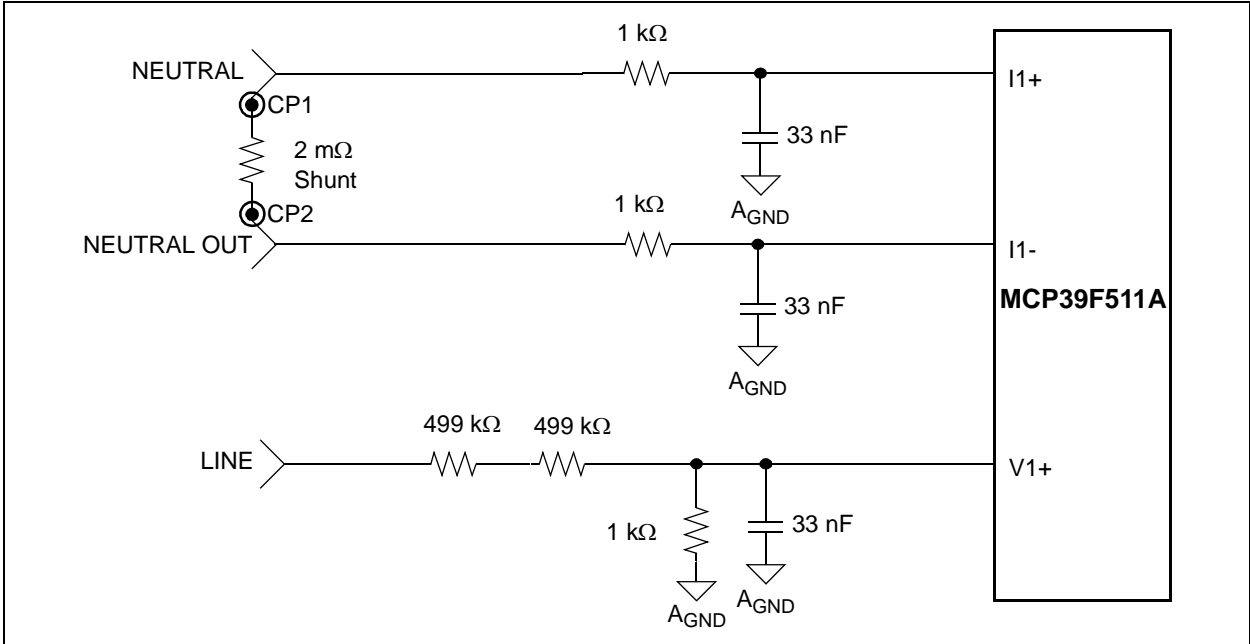 1 kΩ
NEUTRAL
I1+
CP1
33 nF
2 mΩ
Shunt
AGND
1 kΩ
CP2
NEUTRAL OUT
I1-
MCP39F511A
33 nF
AGND
499 kΩ
499 kΩ
LINE
V1+
1 kΩ
33 nF
AGND
AGND